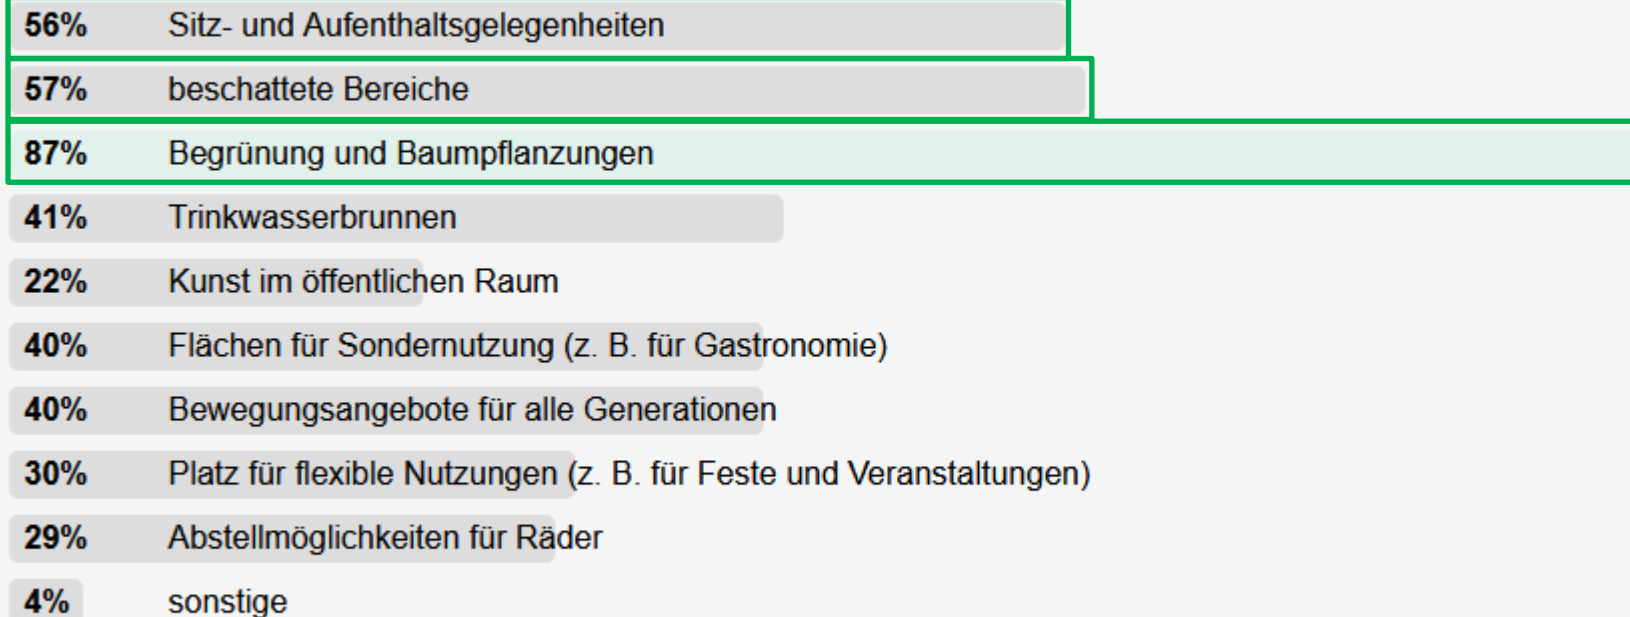 56% Sitz- und Aufenthaltsgelegenheiten
57% beschattete Bereiche
87% Begrünung und Baumpflanzungen
41% Trinkwasserbrunnen
22% Kunst im öffentlichen Raum
40% Flächen für Sondernutzung (z. B. für Gastronomie)
40% Bewegungsangebote für alle Generationen
30% Platz für flexible Nutzungen (z. B. für Feste und Veranstaltungen)
29% Abstellmöglichkeiten für Räder
4% sonstige